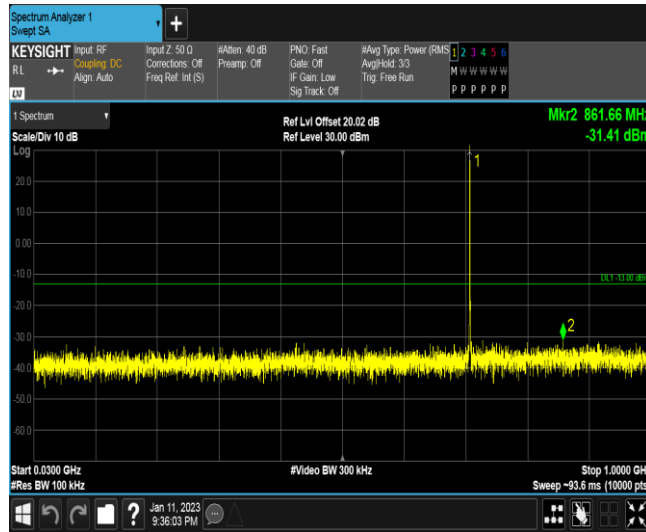 Spectrum Analyzer 1
Swept SA
+
KEYSIGHT
RL
LXI
Input: RF
Coupling: DC
Align: Auto
Input Z: 50 Ω
Corrections: Off
Freq Ref: Int (S)
#Atten: 40 dB
Preamp: Off
PNO: Fast
Gate: Off
IF Gain: Low
Sig Track: Off
#Avg Type: Power (RMS
Avg|Hold: 3/3
Trig: Free Run
1 2 3 4 5 6
M W W W W W
P P P P P P
1 Spectrum
Scale/Div 10 dB
Ref Lvl Offset 20.02 dB
Ref Level 30.00 dBm
Mkr2 861.66 MHz
-31.41 dBm
Log
20.0
10.0
0.00
-10.0
-20.0
-30.0
-40.0
-50.0
-60.0
1
DL1 -13.00 dBm
2
Start 0.0300 GHz
#Res BW 100 kHz
#Video BW 300 kHz
Stop 1.0000 GH
Sweep ~93.6 ms (10000 pts
?
Jan 11, 2023
9:36:03 PM